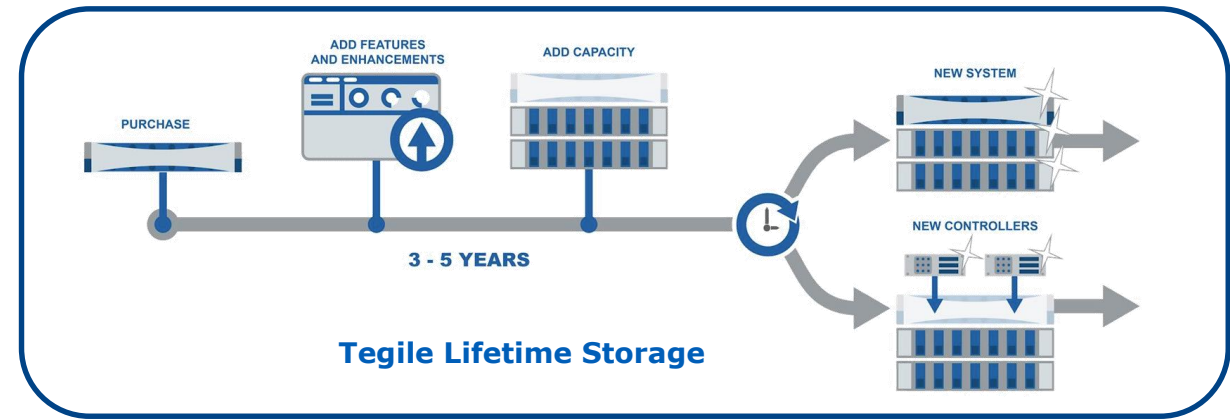 PURCHASE
ADD FEATURES
AND ENHANCEMENTS
ADD CAPACITY
NEW SYSTEM
NEW CONTROLLERS
3 - 5 YEARS
Tegile Lifetime Storage